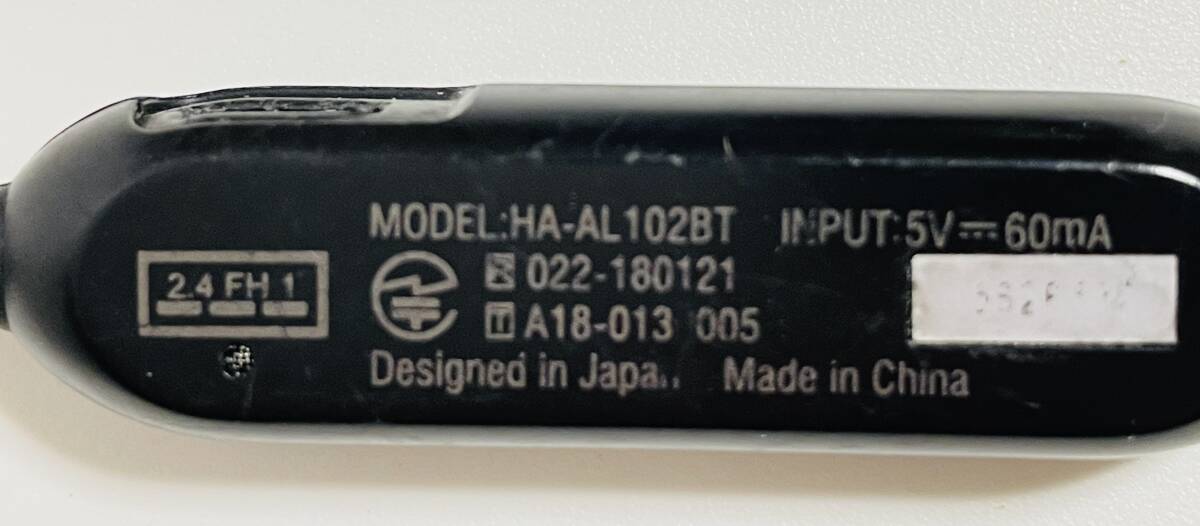 MODEL:HA-AL102BT INPUT:5V⎓60mA
2.4 FH 1
R 022-180121
T A18-013 005
Designed in Japan Made in China